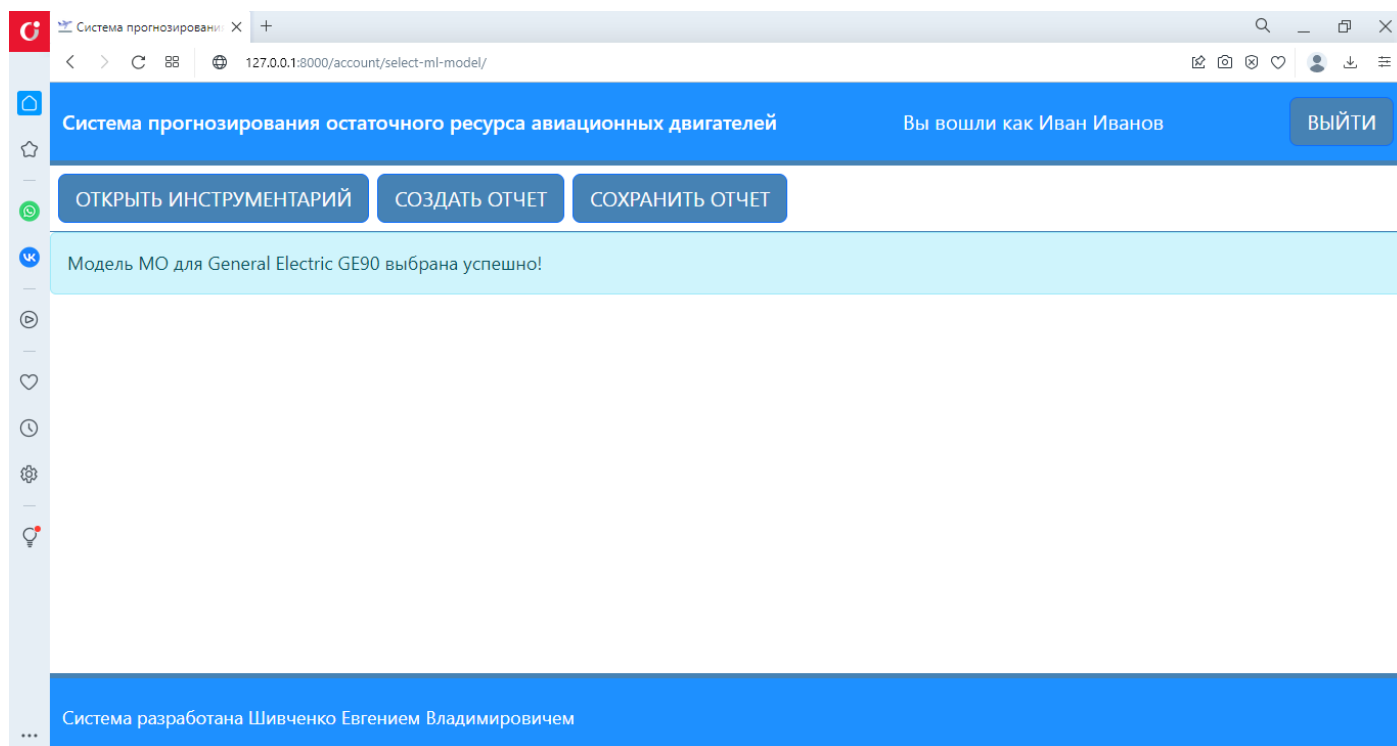 Система прогнозировани
127.0.0.1:8000/account/select-ml-model/
Система прогнозирования остаточного ресурса авиационных двигателей
Вы вошли как Иван Иванов
ВЫЙТИ
ОТКРЫТЬ ИНСТРУМЕНТАРИЙ
СОЗДАТЬ ОТЧЕТ
СОХРАНИТЬ ОТЧЕТ
Модель МО для General Electric GE90 выбрана успешно!
Система разработана Шивченко Евгением Владимировичем